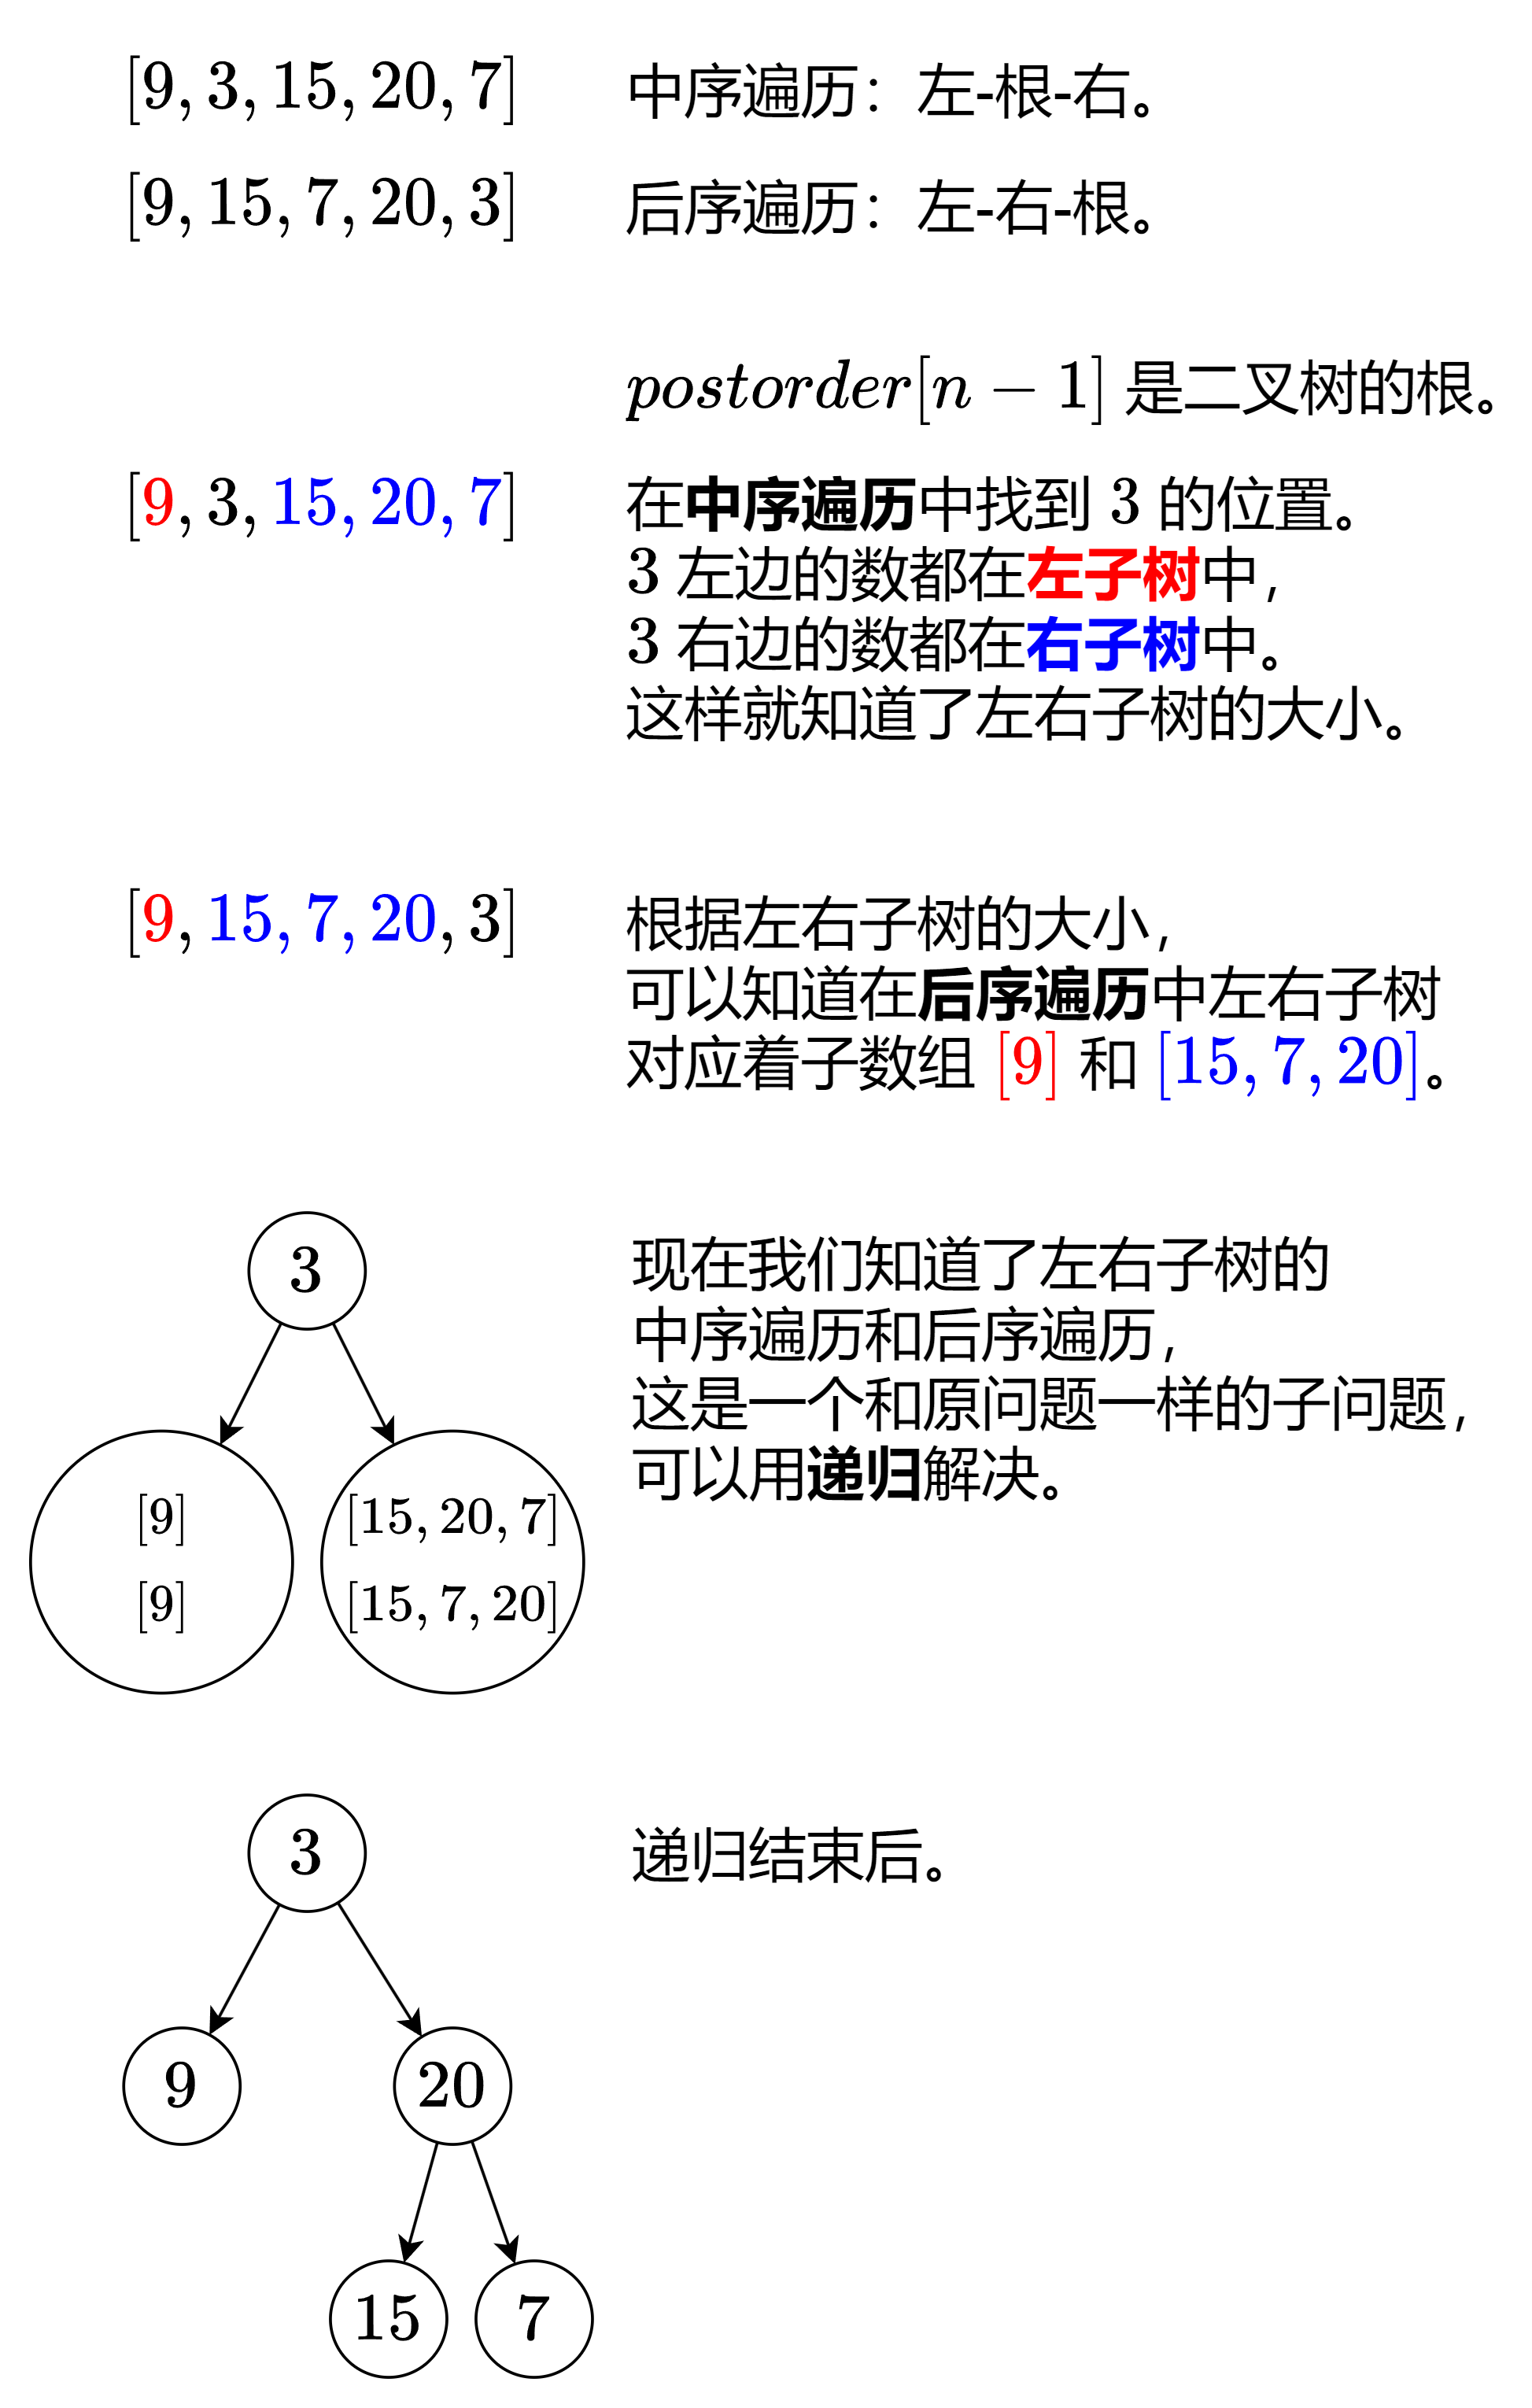 [9, 3, 15, 20, 7] 中序遍历：左-根-右。
[9, 15, 7, 20, 3] 后序遍历：左-右-根。
postorder[n − 1] 是二叉树的根。
[9, 3, 15, 20, 7] 在中序遍历中找到 3 的位置。
3 左边的数都在左子树中，
3 右边的数都在右子树中。
这样就知道了左右子树的大小。
[9, 15, 7, 20, 3] 根据左右子树的大小，
可以知道在后序遍历中左右子树
对应着子数组 [9] 和 [15, 7, 20]。
3
现在我们知道了左右子树的
中序遍历和后序遍历，
这是一个和原问题一样的子问题，
可以用递归解决。
[9] [15, 20, 7]
[9] [15, 7, 20]
3 递归结束后。
9 20
15 7